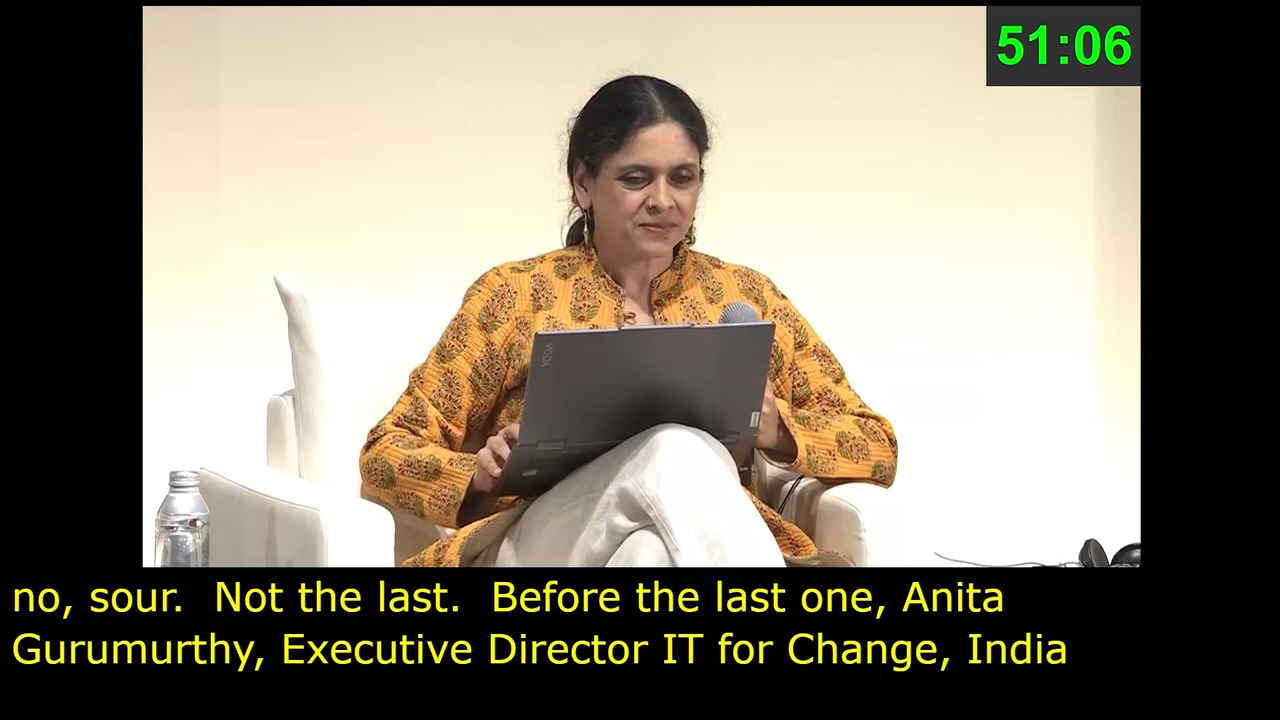 51:06
YOGA
no, sour.  Not the last.  Before the last one, Anita
Gurumurthy, Executive Director IT for Change, India